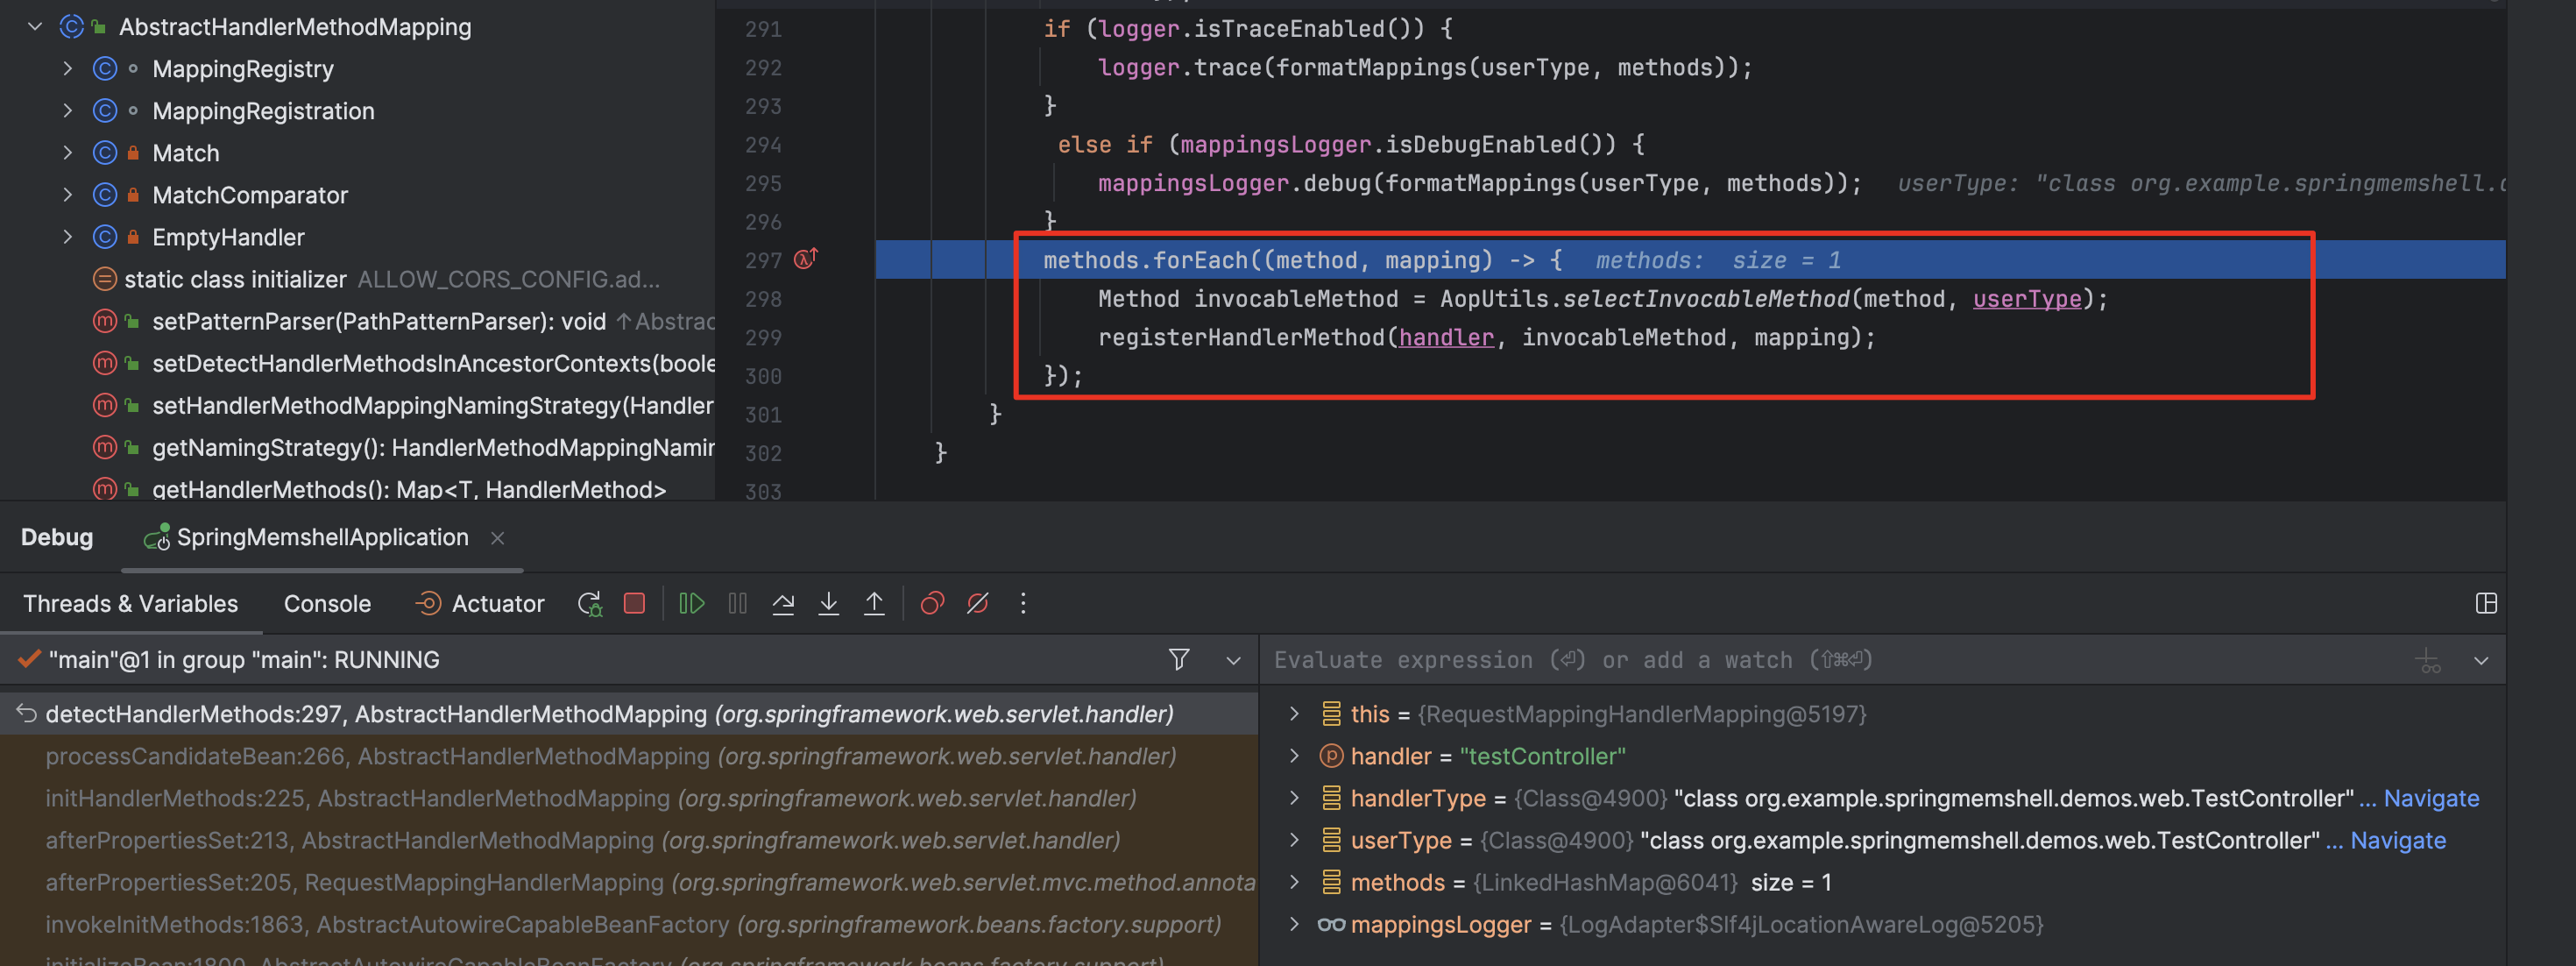 AbstractHandlerMethodMapping
MappingRegistry
MappingRegistration
Match
MatchComparator
EmptyHandler
static class initializer ALLOW_CORS_CONFIG.ad...
setPatternParser(PathPatternParser): void ↑Abstrac
setDetectHandlerMethodsInAncestorContexts(boole
setHandlerMethodMappingNamingStrategy(Handler
getNamingStrategy(): HandlerMethodMappingNamin
getHandlerMethods(): Map<T, HandlerMethod>
291 if (logger.isTraceEnabled()) {
292 logger.trace(formatMappings(userType, methods));
293 }
294 else if (mappingsLogger.isDebugEnabled()) {
295 mappingsLogger.debug(formatMappings(userType, methods)); userType: "class org.example.springmemshell.d
296 }
297 methods.forEach((method, mapping) -> { methods: size = 1
298 Method invocableMethod = AopUtils.selectInvocableMethod(method, userType);
299 registerHandlerMethod(handler, invocableMethod, mapping);
300 });
301 }
302 }
303
Debug SpringMemshellApplication ×
Threads & Variables Console Actuator
"main"@1 in group "main": RUNNING
detectHandlerMethods:297, AbstractHandlerMethodMapping (org.springframework.web.servlet.handler)
processCandidateBean:266, AbstractHandlerMethodMapping (org.springframework.web.servlet.handler)
initHandlerMethods:225, AbstractHandlerMethodMapping (org.springframework.web.servlet.handler)
afterPropertiesSet:213, AbstractHandlerMethodMapping (org.springframework.web.servlet.handler)
afterPropertiesSet:205, RequestMappingHandlerMapping (org.springframework.web.servlet.mvc.method.annota
invokeInitMethods:1863, AbstractAutowireCapableBeanFactory (org.springframework.beans.factory.support)
initializeBean:1800, AbstractAutowireCapableBeanFactory (org.springframework.beans.factory.support)
Evaluate expression (⏎) or add a watch (⇧⌘⏎)
this = {RequestMappingHandlerMapping@5197}
handler = "testController"
handlerType = {Class@4900} "class org.example.springmemshell.demos.web.TestController" ... Navigate
userType = {Class@4900} "class org.example.springmemshell.demos.web.TestController" ... Navigate
methods = {LinkedHashMap@6041} size = 1
mappingsLogger = {LogAdapter$Slf4jLocationAwareLog@5205}